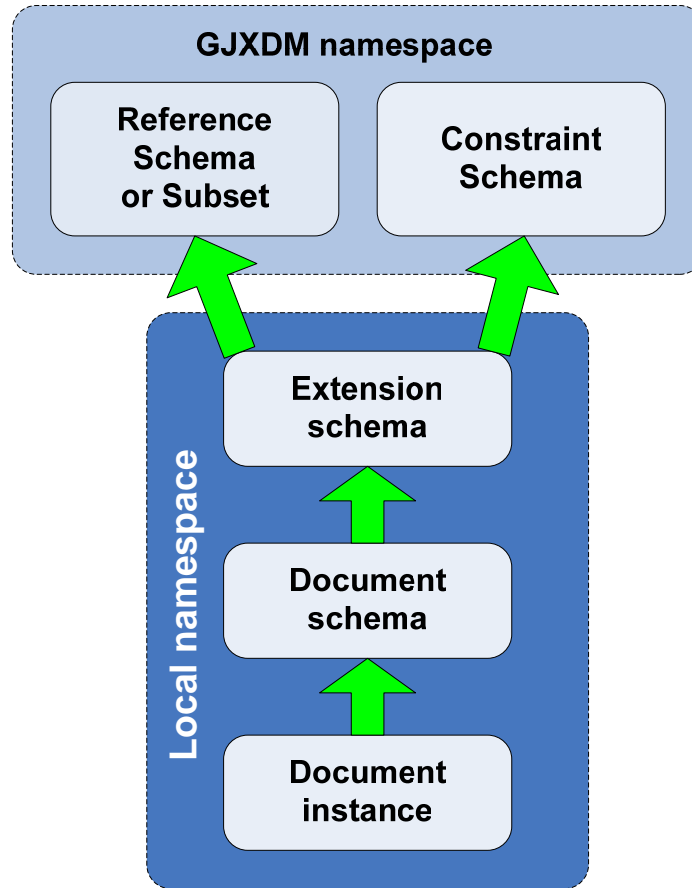 GJXDM namespace
Reference
Schema
or Subset
Constraint
Schema
Local namespace
Extension
schema
Document
schema
Document
instance